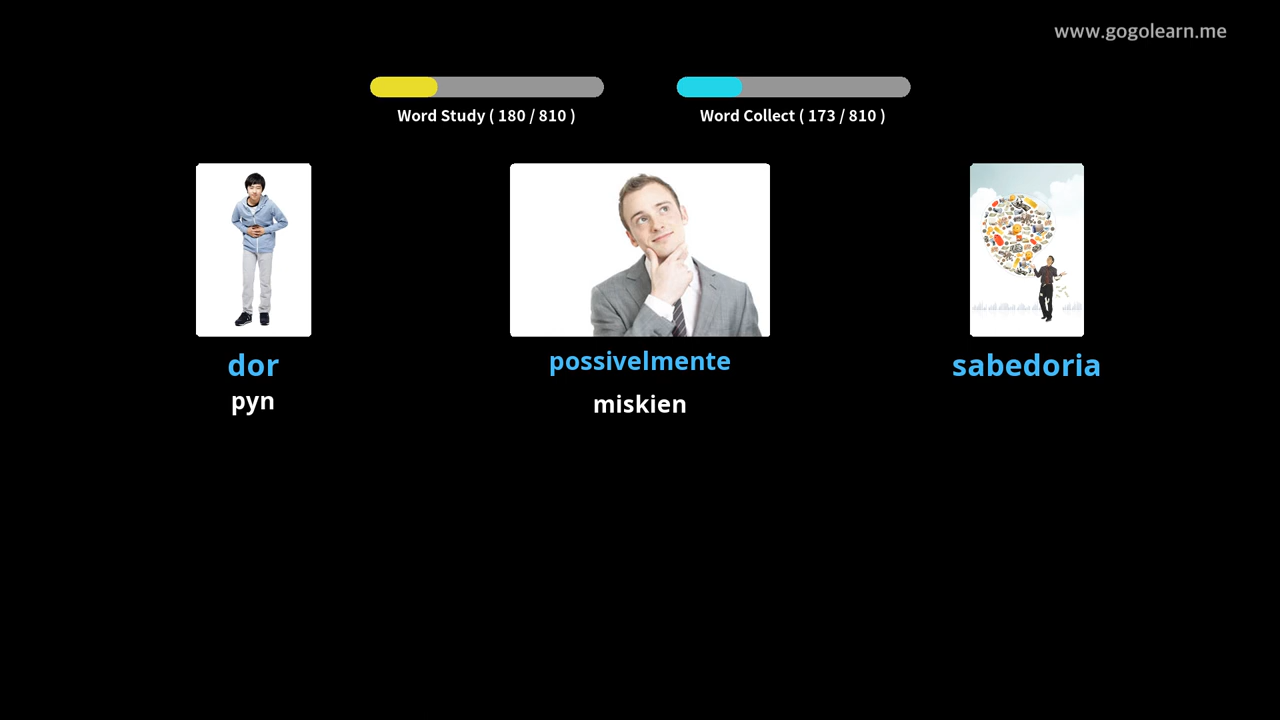 www.gogolearn.me
Word Study ( 180 / 810 )
Word Collect ( 173 / 810 )
dor
pyn
possivelmente
miskien
sabedoria